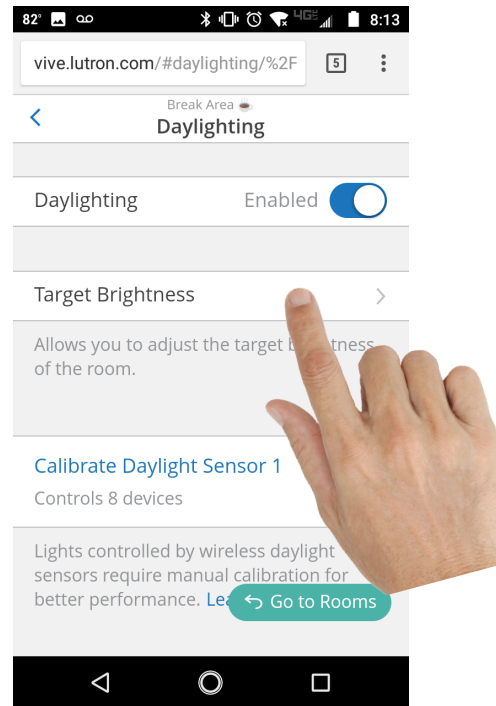 82° 4G 8:13
vive.lutron.com/#daylighting/%2F 5
Break Area
Daylighting
Daylighting Enabled
Target Brightness
Allows you to adjust the target
of the room.
Calibrate Daylight Sensor 1
Controls 8 devices
Lights controlled by wireless daylight
sensors require manual calibration for
better performance.
Go to Rooms